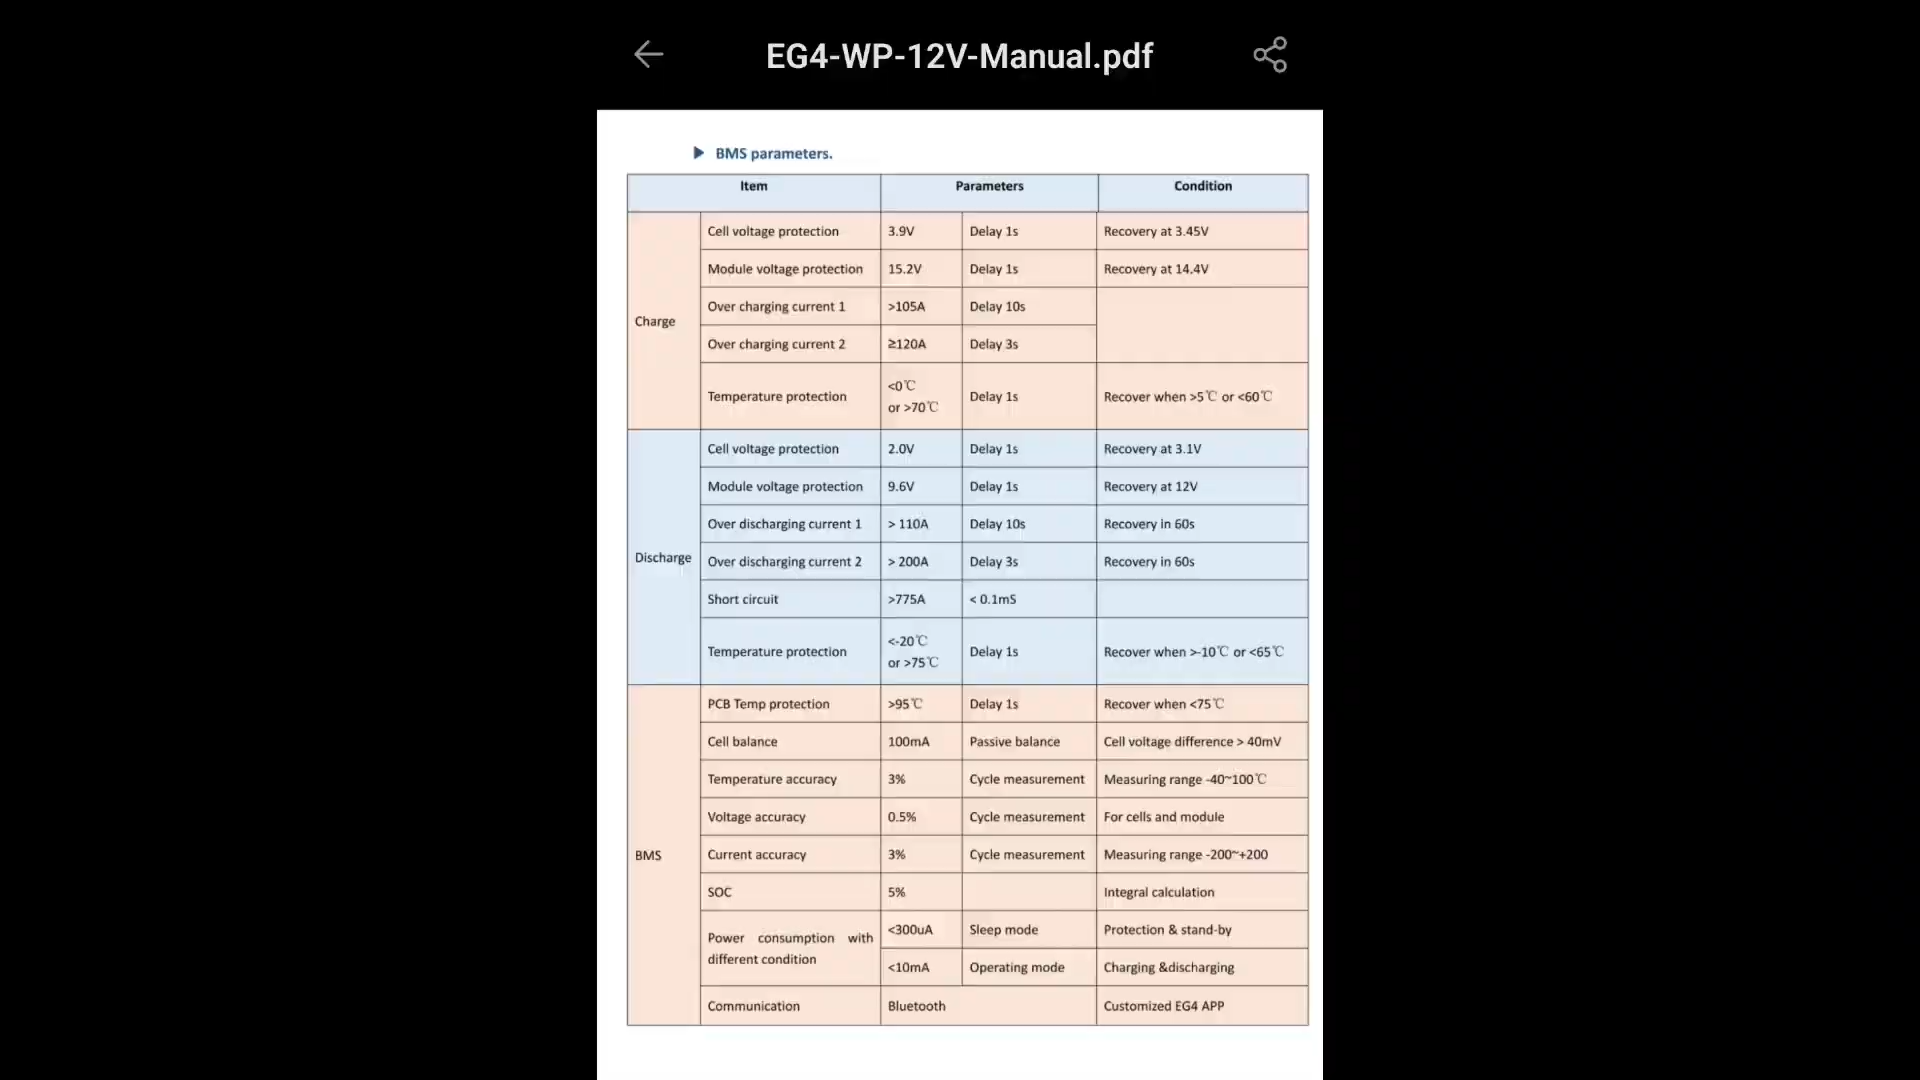 EG4-WP-12V-Manual.pdf
▶ BMS parameters.
Item Parameters Condition
Charge
Cell voltage protection 3.9V Delay 1s Recovery at 3.45V
Module voltage protection 15.2V Delay 1s Recovery at 14.4V
Over charging current 1 >105A Delay 10s
Over charging current 2 ≥120A Delay 3s
Temperature protection <0℃ or >70℃ Delay 1s Recover when >5℃ or <60℃
Discharge
Cell voltage protection 2.0V Delay 1s Recovery at 3.1V
Module voltage protection 9.6V Delay 1s Recovery at 12V
Over discharging current 1 > 110A Delay 10s Recovery in 60s
Over discharging current 2 > 200A Delay 3s Recovery in 60s
Short circuit >775A < 0.1mS
Temperature protection <-20℃ or >75℃ Delay 1s Recover when >-10℃ or <65℃
BMS
PCB Temp protection >95℃ Delay 1s Recover when <75℃
Cell balance 100mA Passive balance Cell voltage difference > 40mV
Temperature accuracy 3% Cycle measurement Measuring range -40~100℃
Voltage accuracy 0.5% Cycle measurement For cells and module
Current accuracy 3% Cycle measurement Measuring range -200~+200
SOC 5% Integral calculation
Power consumption with different condition
<300uA Sleep mode Protection & stand-by
<10mA Operating mode Charging &discharging
Communication Bluetooth Customized EG4 APP